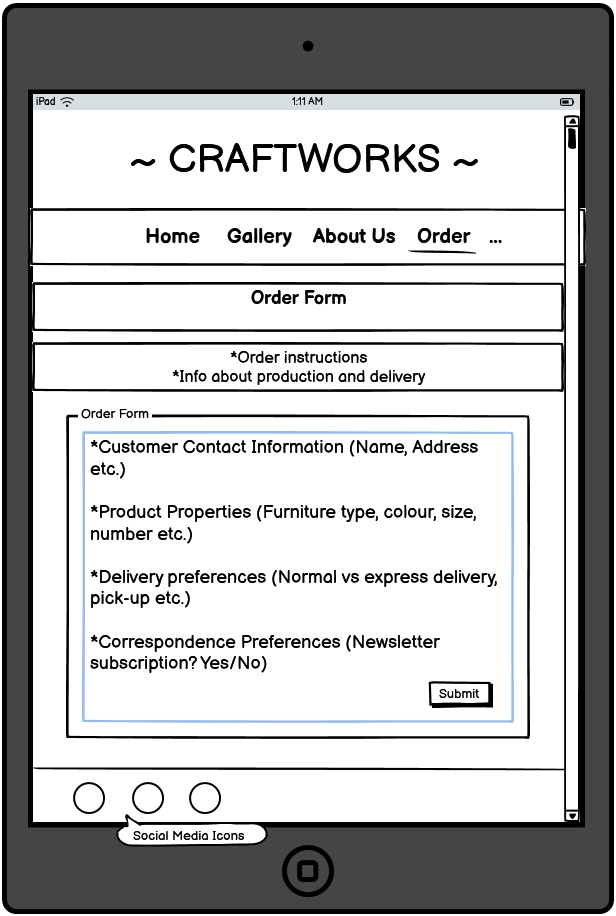 iPad 1:11 AM
~ CRAFTWORKS ~
Home Gallery About Us Order ...
Order Form
*Order instructions
*Info about production and delivery
Order Form
*Customer Contact Information (Name, Address
etc.)
*Product Properties (Furniture type, colour, size,
number etc.)
*Delivery preferences (Normal vs express delivery,
pick-up etc.)
*Correspondence Preferences (Newsletter
subscription? Yes/No)
Submit
Social Media Icons